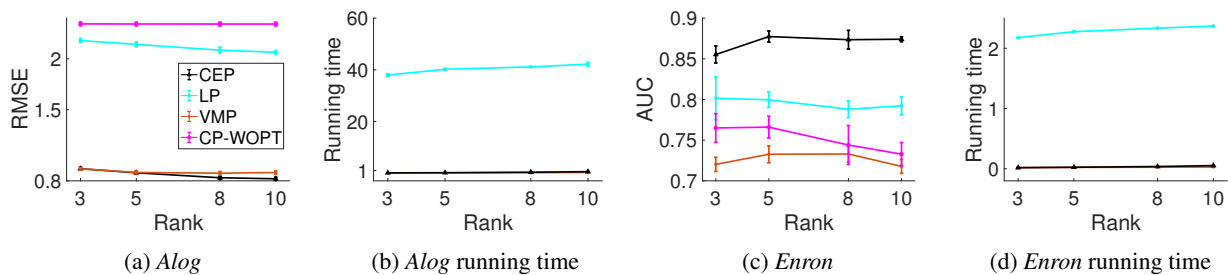 RMSE
2
1.5
0.8
3 5 8 10
Rank
CEP
LP
VMP
CP-WOPT
(a) Alog
Running time
60
40
20
1
3 5 8 10
Rank
(b) Alog running time
AUC
0.9
0.85
0.8
0.75
0.7
3 5 8 10
Rank
(c) Enron
Running time
2
1
0
3 5 8 10
Rank
(d) Enron running time